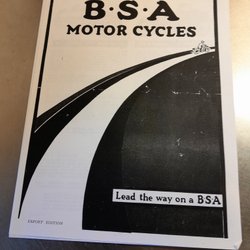 B·S·A
MOTOR CYCLES
Lead the way on a BSA
EXPORT EDITION